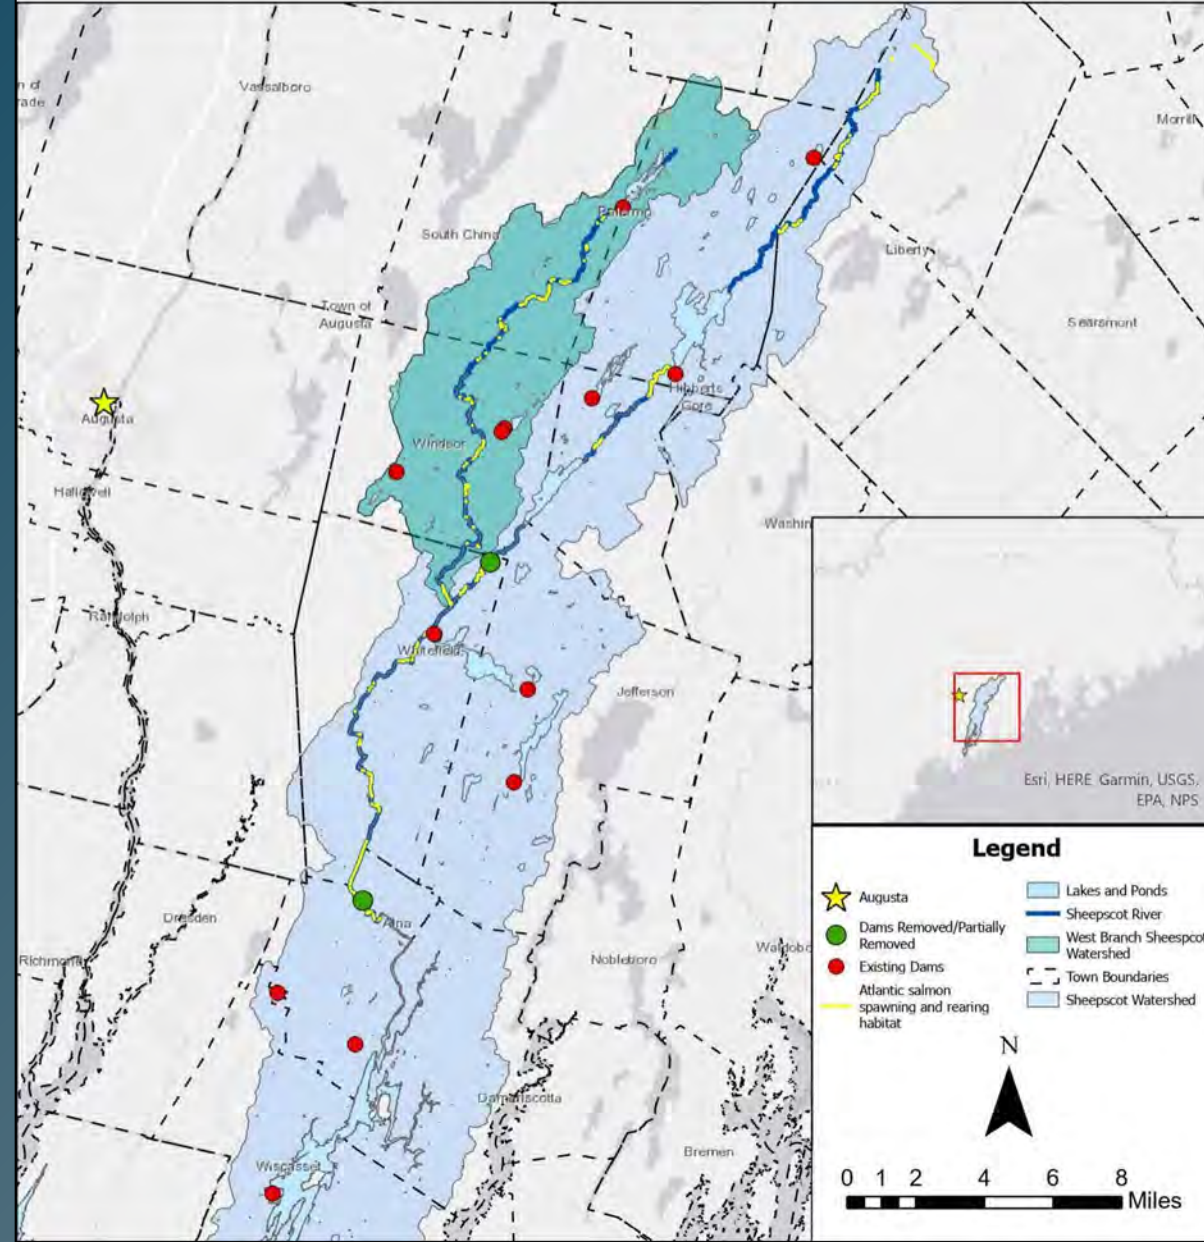 Vassalboro
Morrill
South China
Palermo
Liberty
Town of
Augusta
Searsmont
Augusta
Hibberts
Gore
Windsor
Hallowell
Washin
Randolph
Whitefield
Jefferson
Alna
Dresden
Richmond
Nobleboro
Waldobo
Damariscotta
Bremen
Wiscasset
Esri, HERE, Garmin, USGS,
EPA, NPS
Legend
Augusta
Dams Removed/Partially
Removed
Existing Dams
Atlantic salmon
spawning and rearing
habitat
Lakes and Ponds
Sheepscot River
West Branch Sheepscot
Watershed
Town Boundaries
Sheepscot Watershed
N
0 1 2 4 6 8
Miles